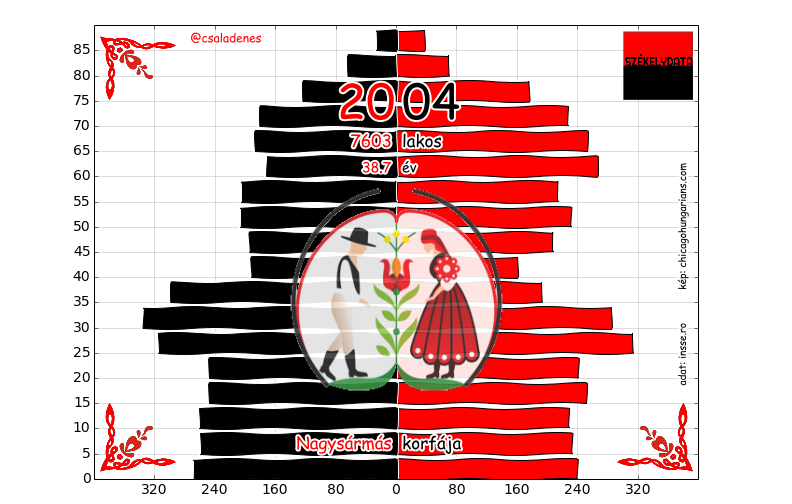 @csaladenes
SZÉKELYDATA
2004
7603 lakos
38.7 év
kép: chicagohungarians.com
adat: insse.ro
Nagysármás korfája
85
80
75
70
65
60
55
50
45
40
35
30
25
20
15
10
5
0
320 240 160 80 0 80 160 240 320